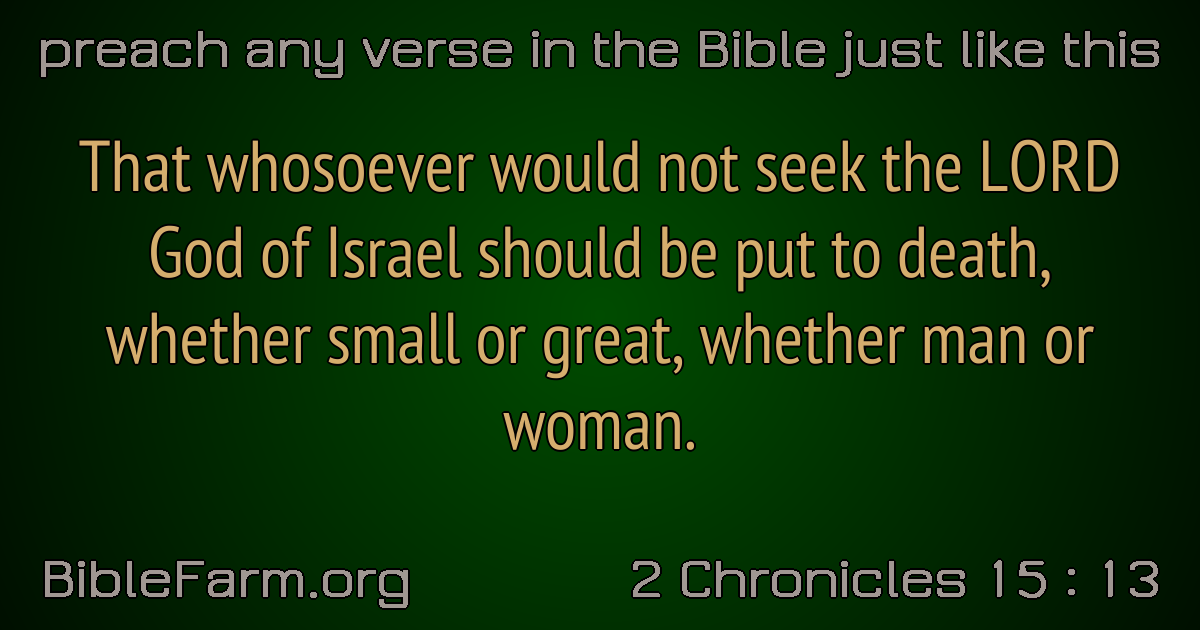 preach any verse in the Bible just like this
That whosoever would not seek the LORD
God of Israel should be put to death,
whether small or great, whether man or
woman.
BibleFarm.org
2 Chronicles 15 : 13